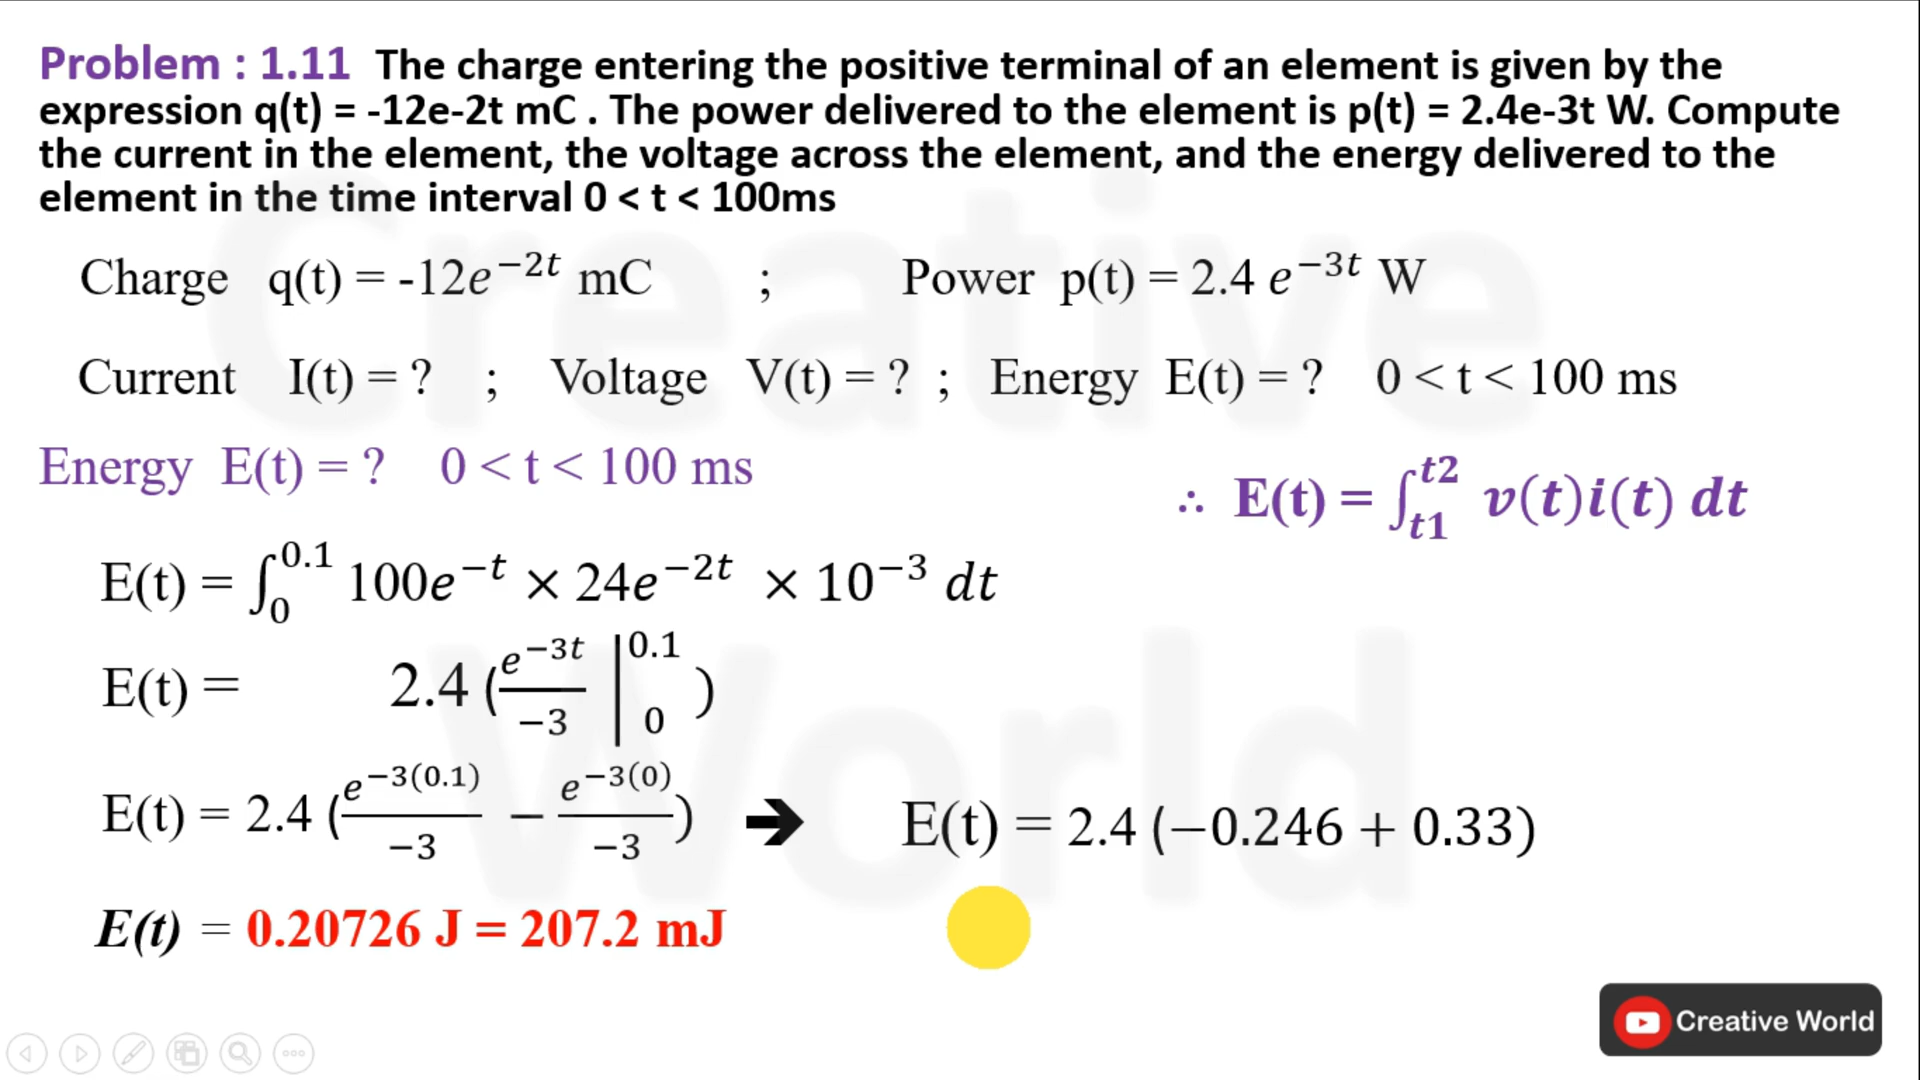 Problem : 1.11 The charge entering the positive terminal of an element is given by the
expression q(t) = -12e-2t mC . The power delivered to the element is p(t) = 2.4e-3t W. Compute
the current in the element, the voltage across the element, and the energy delivered to the
element in the time interval 0 < t < 100ms
Charge q(t) = -12e^{-2t} mC ; Power p(t) = 2.4 e^{-3t} W
Current I(t) = ? ; Voltage V(t) = ? ; Energy E(t) = ? 0 < t < 100 ms
Energy E(t) = ? 0 < t < 100 ms
∴ E(t) = ∫_{t1}^{t2} v(t)i(t) dt
E(t) = ∫_{0}^{0.1} 100e^{-t} × 24e^{-2t} × 10^{-3} dt
E(t) = 2.4 (e^{-3t}/-3 |_{0}^{0.1})
E(t) = 2.4 (e^{-3(0.1)}/-3 - e^{-3(0)}/-3) ➔ E(t) = 2.4 (-0.246 + 0.33)
E(t) = 0.20726 J = 207.2 mJ
Creative World
Creative
World